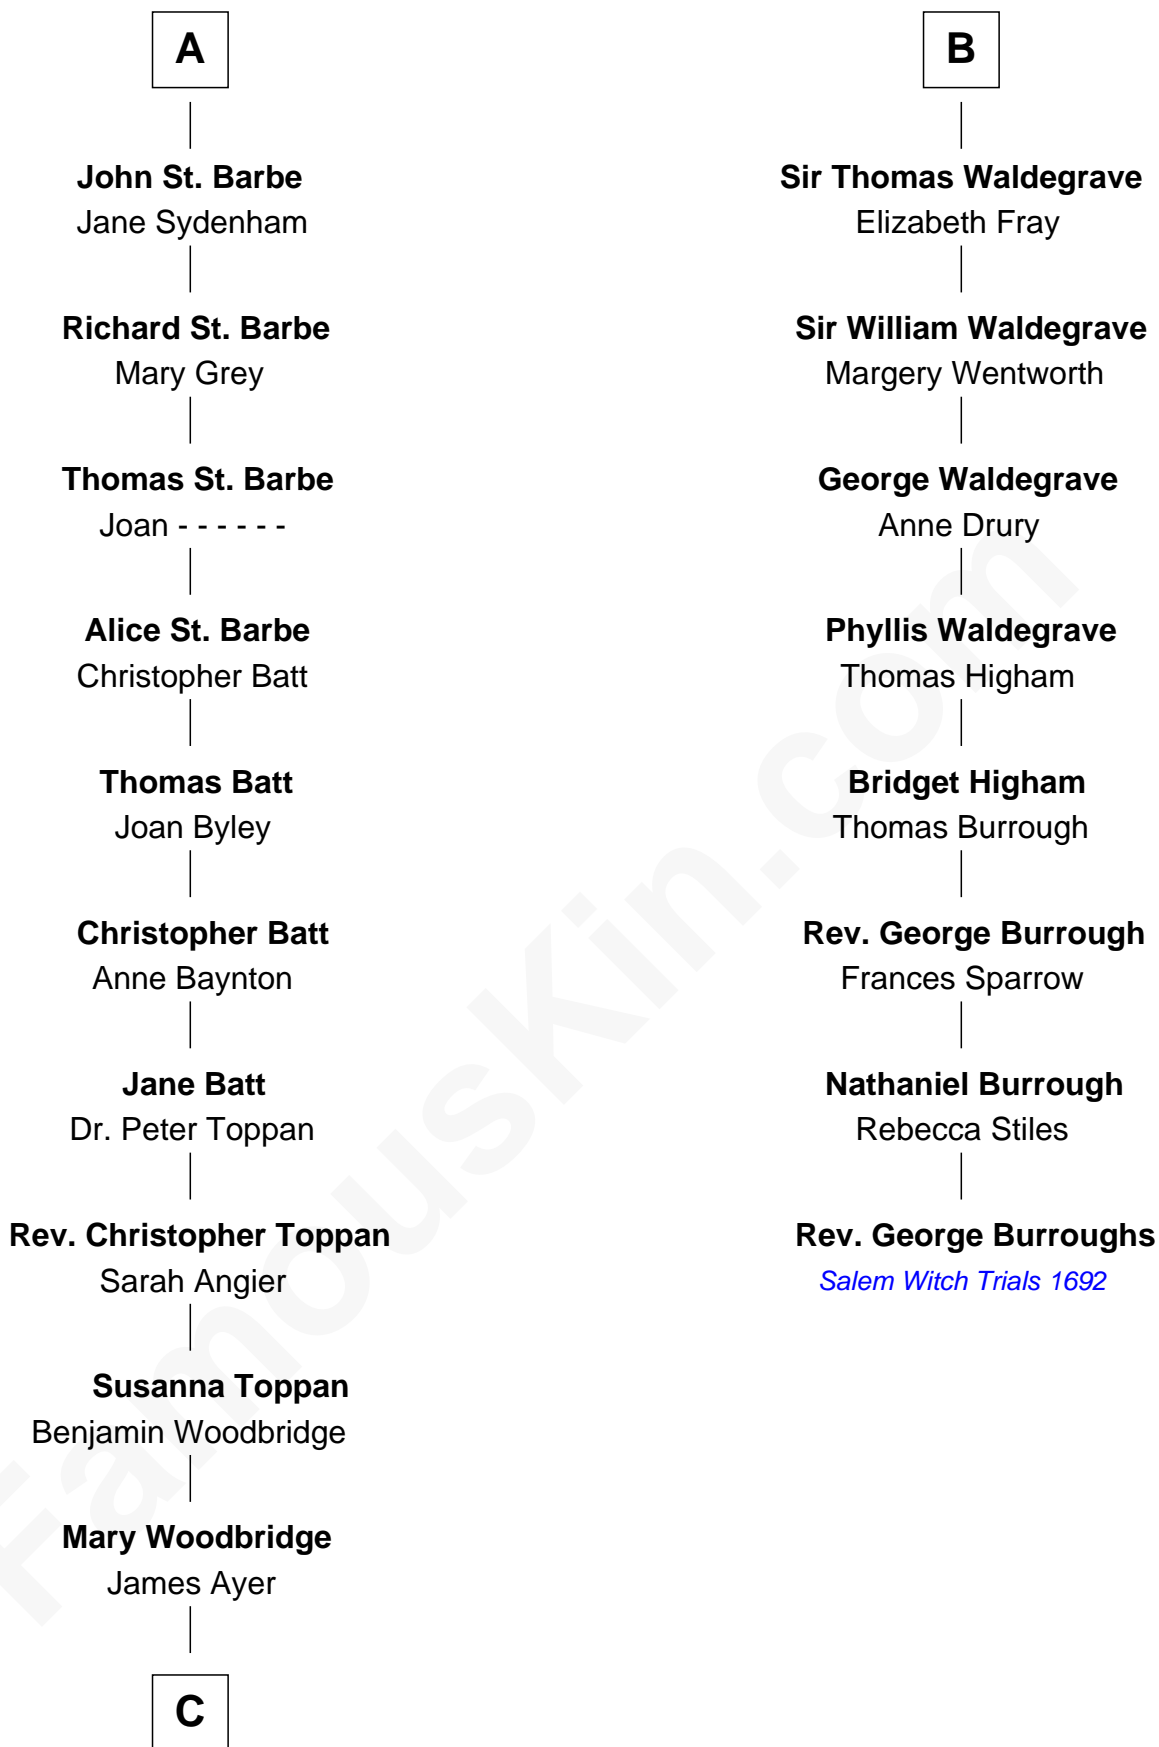 A
John St. Barbe
Jane Sydenham
Richard St. Barbe
Mary Grey
Thomas St. Barbe
Joan - - - - - -
Alice St. Barbe
Christopher Batt
Thomas Batt
Joan Byley
Christopher Batt
Anne Baynton
Jane Batt
Dr. Peter Toppan
Rev. Christopher Toppan
Sarah Angier
Susanna Toppan
Benjamin Woodbridge
Mary Woodbridge
James Ayer
C
B
Sir Thomas Waldegrave
Elizabeth Fray
Sir William Waldegrave
Margery Wentworth
George Waldegrave
Anne Drury
Phyllis Waldegrave
Thomas Higham
Bridget Higham
Thomas Burrough
Rev. George Burrough
Frances Sparrow
Nathaniel Burrough
Rebecca Stiles
Rev. George Burroughs
Salem Witch Trials 1692
FamousKin.com